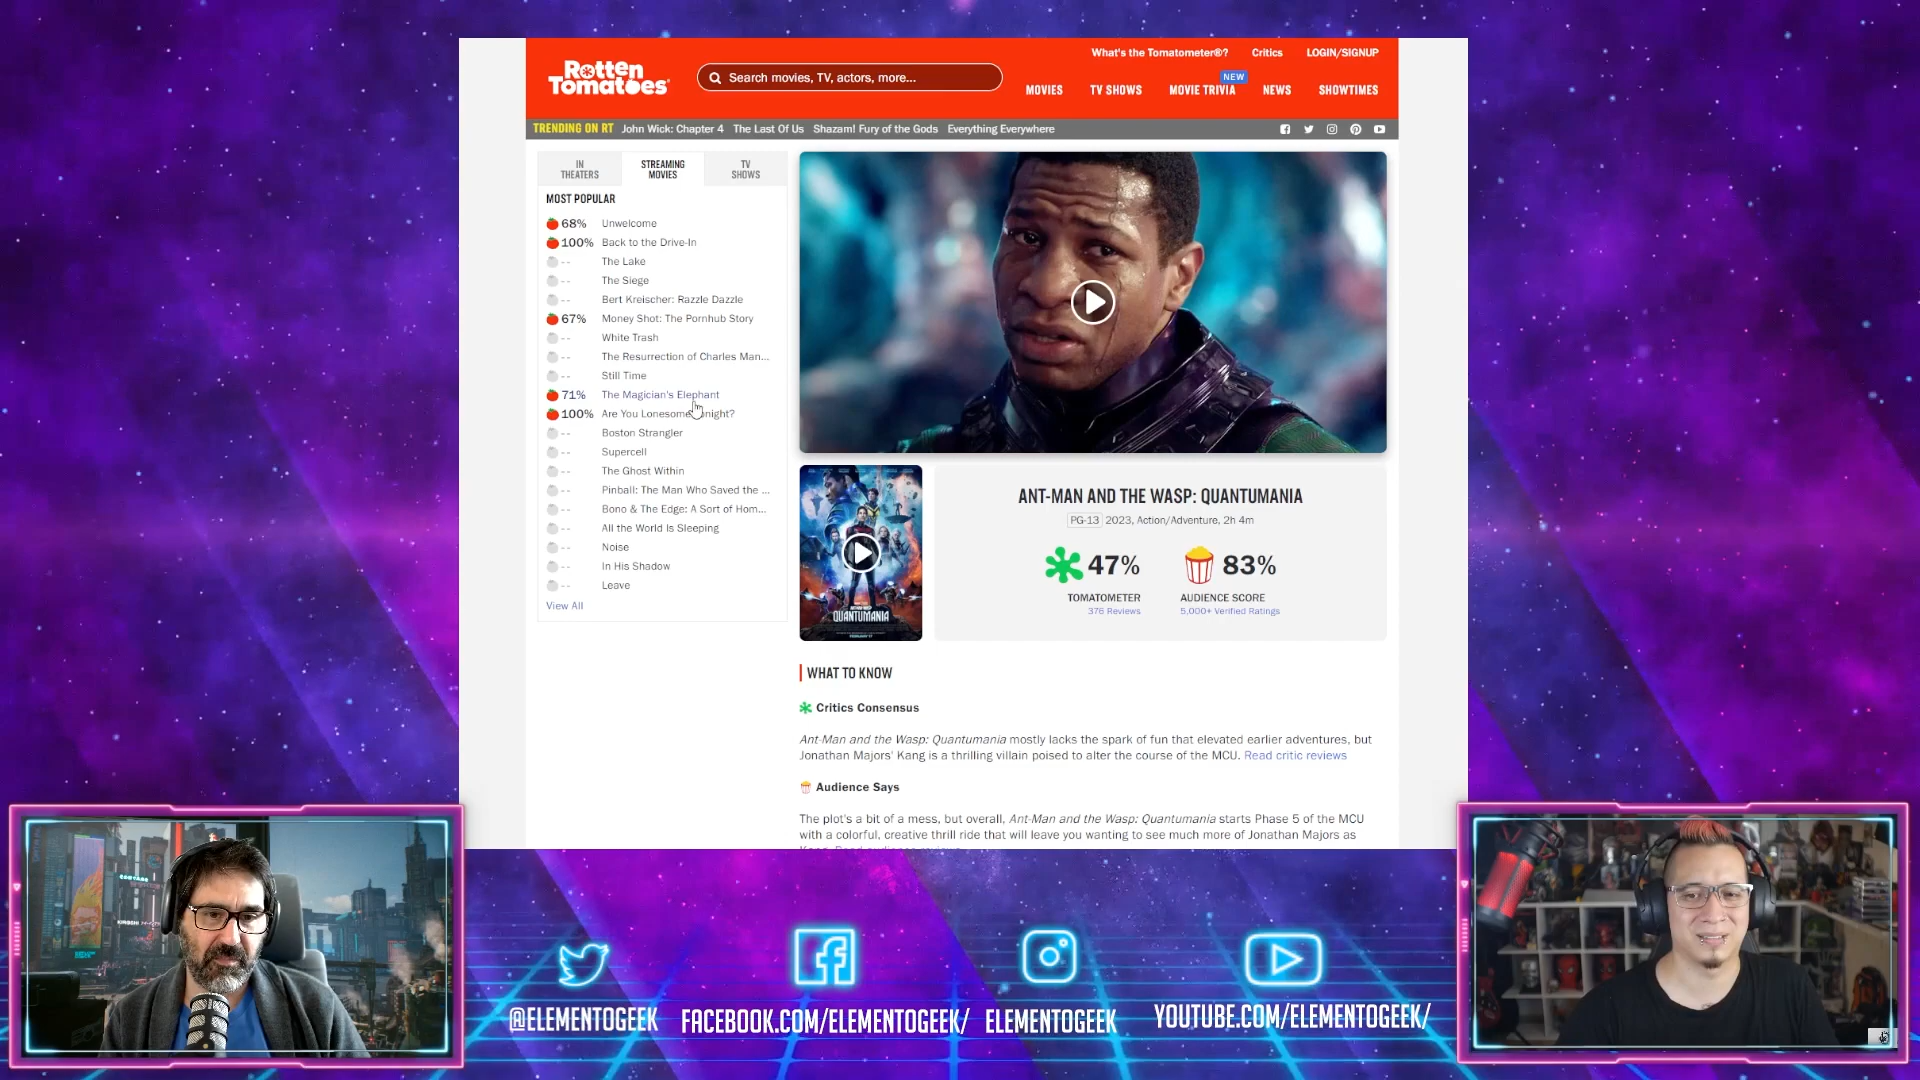 Rotten
Tomatoes
Search movies, TV, actors, more...
What's the Tomatometer®?
Critics
LOGIN/SIGNUP
MOVIES
TV SHOWS
MOVIE TRIVIA
NEW
NEWS
SHOWTIMES
TRENDING ON RT
John Wick: Chapter 4
The Last Of Us
Shazam! Fury of the Gods
Everything Everywhere
IN
THEATERS
STREAMING
MOVIES
TV
SHOWS
MOST POPULAR
68% Unwelcome
100% Back to the Drive-In
-- The Lake
-- The Siege
-- Bert Kreischer: Razzle Dazzle
67% Money Shot: The Pornhub Story
-- White Trash
-- The Resurrection of Charles Man...
-- Still Time
71% The Magician's Elephant
100% Are You Lonesome Tonight?
-- Boston Strangler
-- Supercell
-- The Ghost Within
-- Pinball: The Man Who Saved the ...
-- Bono & The Edge: A Sort of Hom...
-- All the World Is Sleeping
-- Noise
-- In His Shadow
-- Leave
View All
QUANTUMANIA
ANT-MAN AND THE WASP: QUANTUMANIA
PG-13 2023, Action/Adventure, 2h 4m
47%
TOMATOMETER
376 Reviews
83%
AUDIENCE SCORE
5,000+ Verified Ratings
WHAT TO KNOW
Critics Consensus
Ant-Man and the Wasp: Quantumania mostly lacks the spark of fun that elevated earlier adventures, but
Jonathan Majors' Kang is a thrilling villain poised to alter the course of the MCU. Read critic reviews
Audience Says
The plot's a bit of a mess, but overall, Ant-Man and the Wasp: Quantumania starts Phase 5 of the MCU
with a colorful, creative thrill ride that will leave you wanting to see much more of Jonathan Majors as
@ELEMENTOGEEK
FACEBOOK.COM/ELEMENTOGEEK/
ELEMENTOGEEK
YOUTUBE.COM/ELEMENTOGEEK/